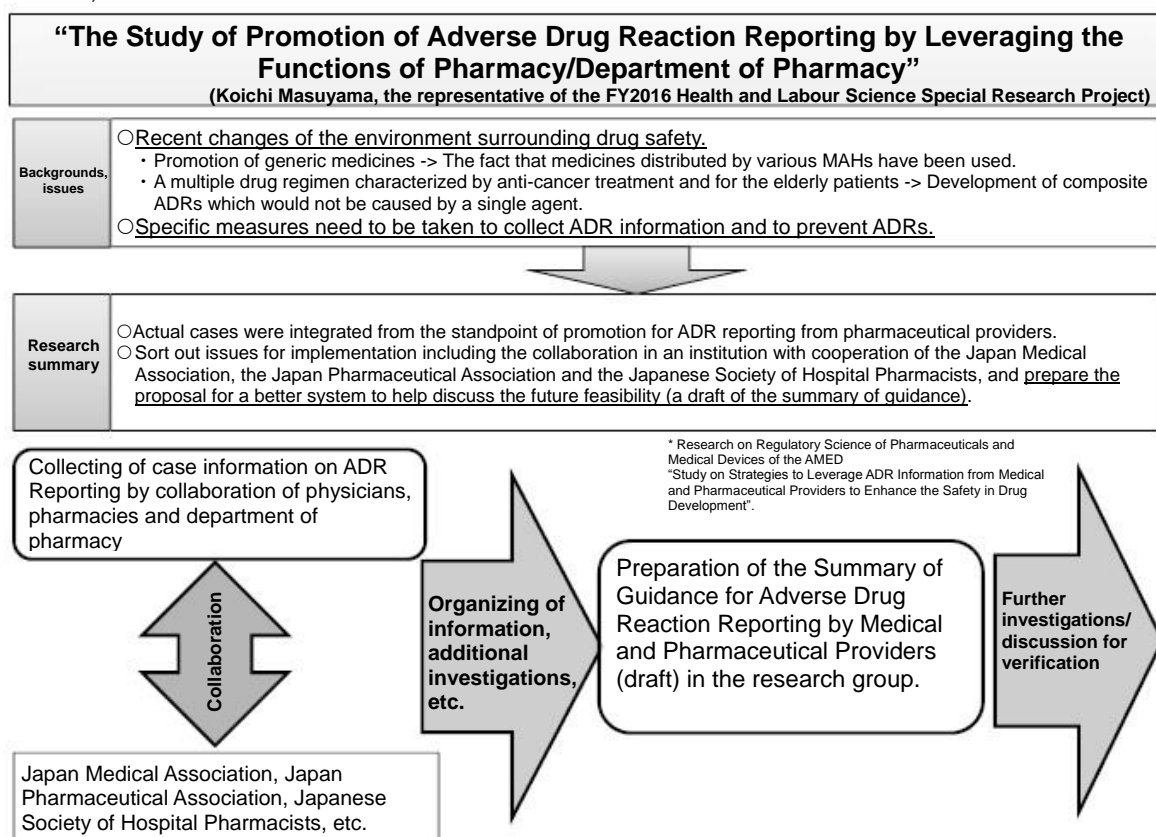 “The Study of Promotion of Adverse Drug Reaction Reporting by Leveraging the
Functions of Pharmacy/Department of Pharmacy”
(Koichi Masuyama, the representative of the FY2016 Health and Labour Science Special Research Project)
Backgrounds,
issues
○Recent changes of the environment surrounding drug safety.
・Promotion of generic medicines -> The fact that medicines distributed by various MAHs have been used.
・A multiple drug regimen characterized by anti-cancer treatment and for the elderly patients -> Development of composite
ADRs which would not be caused by a single agent.
○Specific measures need to be taken to collect ADR information and to prevent ADRs.
Research
summary
○Actual cases were integrated from the standpoint of promotion for ADR reporting from pharmaceutical providers.
○Sort out issues for implementation including the collaboration in an institution with cooperation of the Japan Medical
Association, the Japan Pharmaceutical Association and the Japanese Society of Hospital Pharmacists, and prepare the
proposal for a better system to help discuss the future feasibility (a draft of the summary of guidance).
* Research on Regulatory Science of Pharmaceuticals and
Medical Devices of the AMED
“Study on Strategies to Leverage ADR Information from Medical
and Pharmaceutical Providers to Enhance the Safety in Drug
Development”.
Collecting of case information on ADR
Reporting by collaboration of physicians,
pharmacies and department of
pharmacy
Collaboration
Japan Medical Association, Japan
Pharmaceutical Association, Japanese
Society of Hospital Pharmacists, etc.
Organizing of
information,
additional
investigations,
etc.
Preparation of the Summary of
Guidance for Adverse Drug
Reaction Reporting by Medical
and Pharmaceutical Providers
(draft) in the research group.
Further
investigations/
discussion for
verification